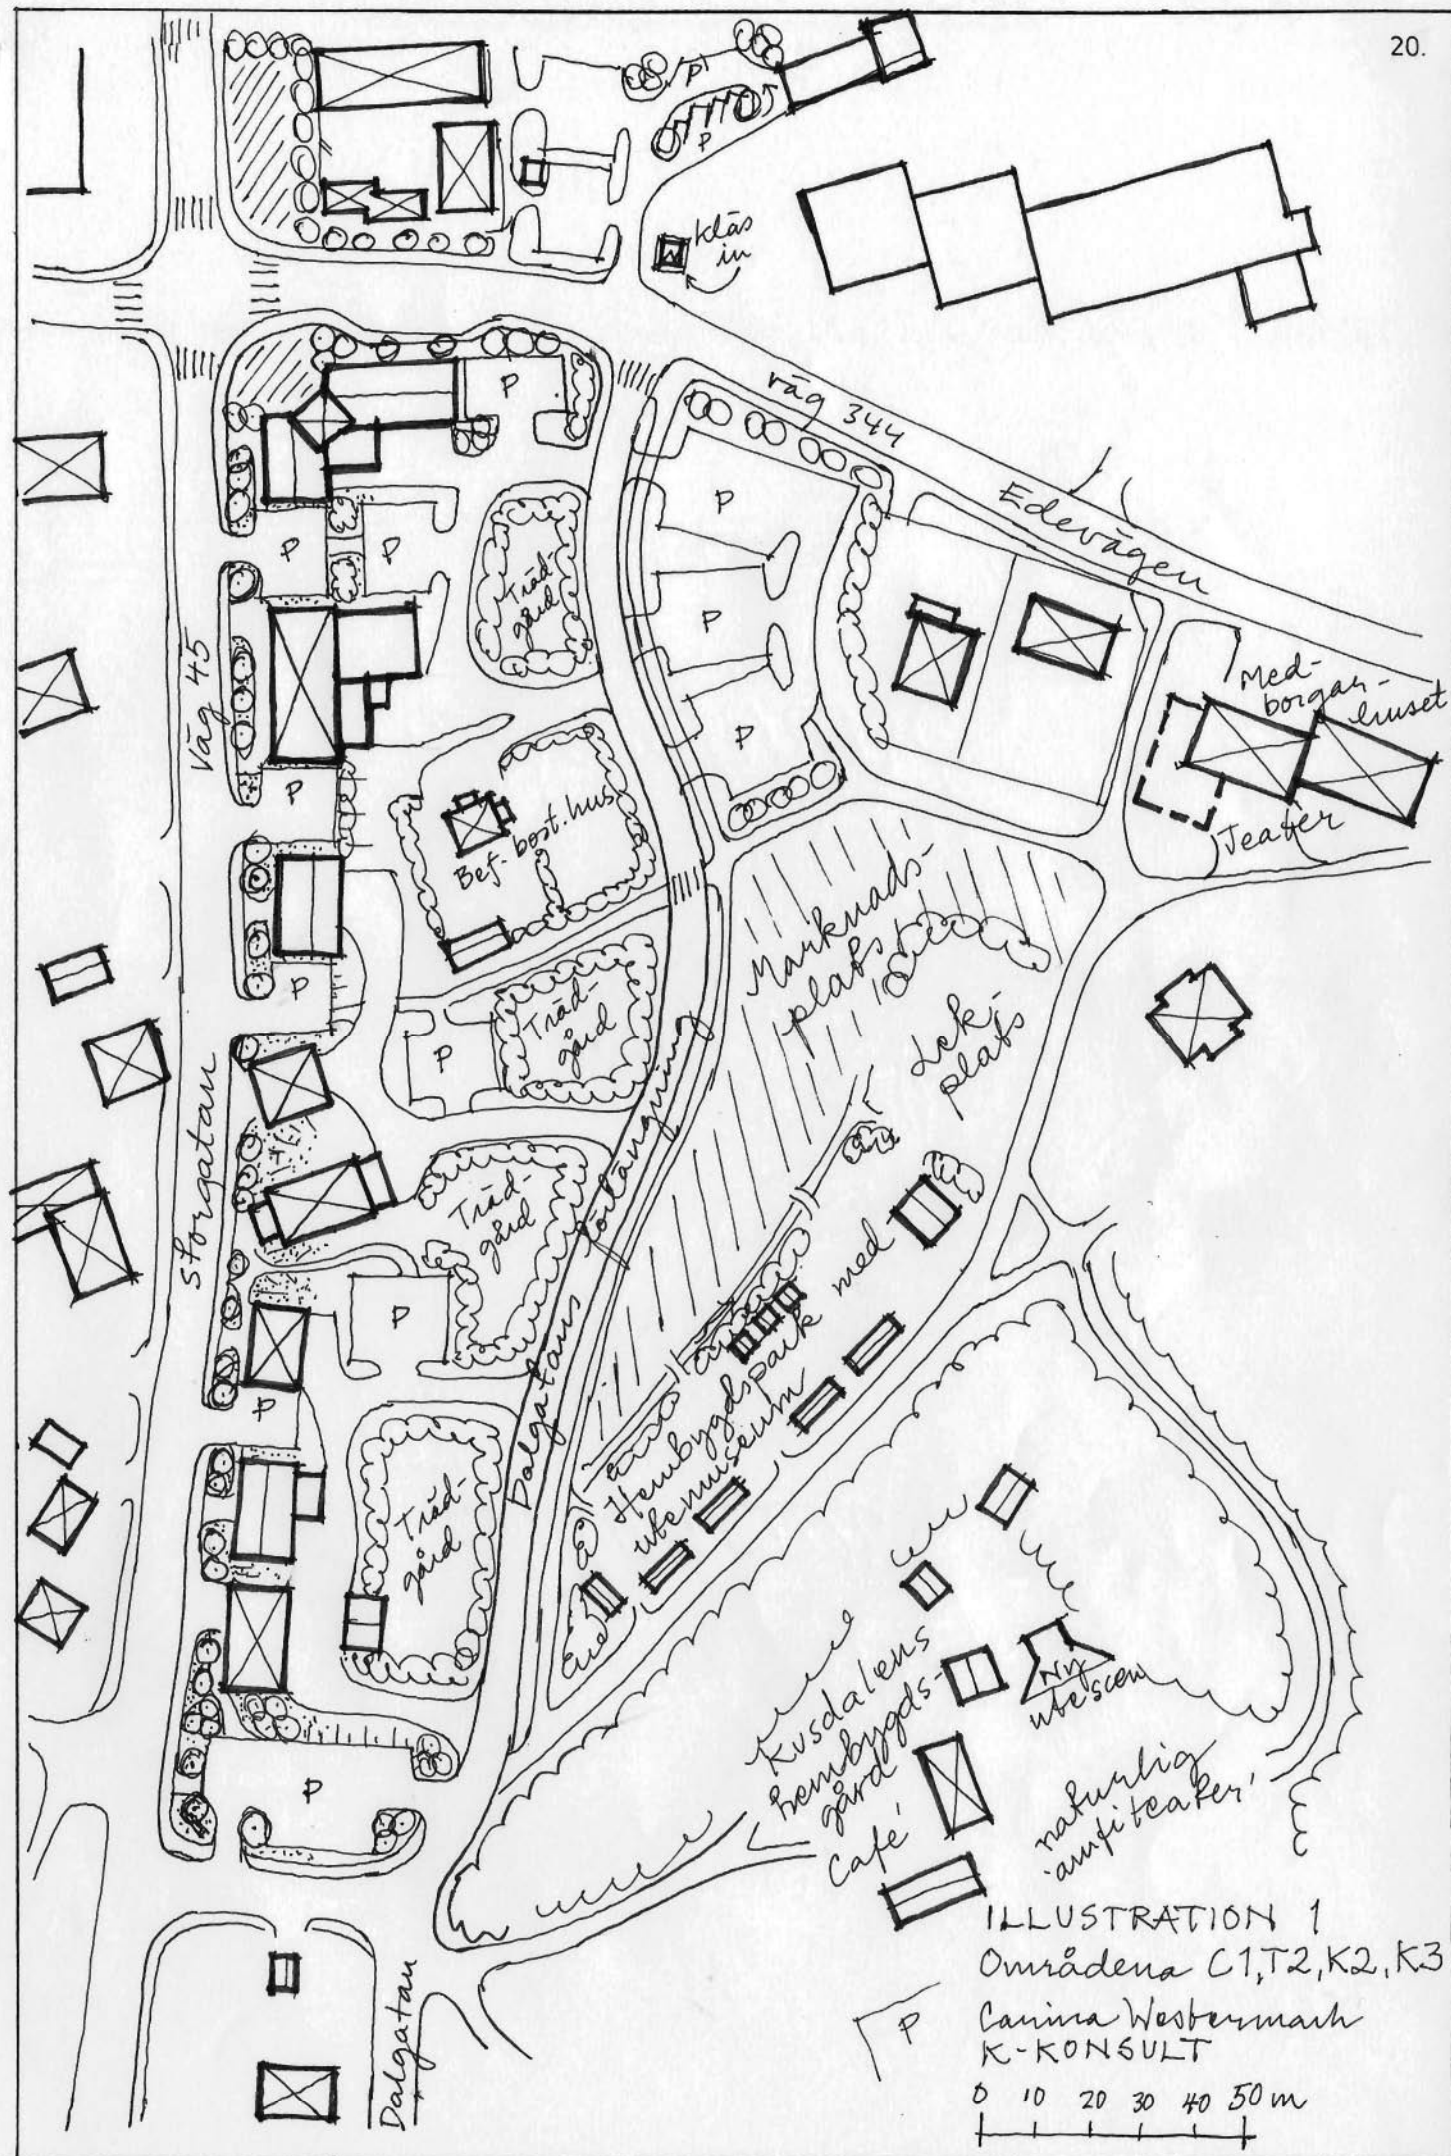 20.
P
P
kläs
in
väg 344
Edevägen
P
P
P
P
Träd-
gård
P
P
väg 45
Med-
borgar-
huset
Teater
P
Bef. bost. hus
Marknads-
plats
P
Träd-
gård
P
Lek-
plats
Storgatan
Träd-
gård
P
Dalgatans förlängning
P
Hembygdspark med
utemuseum
Träd-
gård
Kvsdalens
hembygds-
gård
Café
Ny
utescen
naturlig
'amfiteater'
P
Dalgatan
P
ILLUSTRATION 1
Områdena C1,T2,K2,K3
Carina Westermark
K-KONSULT
0 10 20 30 40 50 m